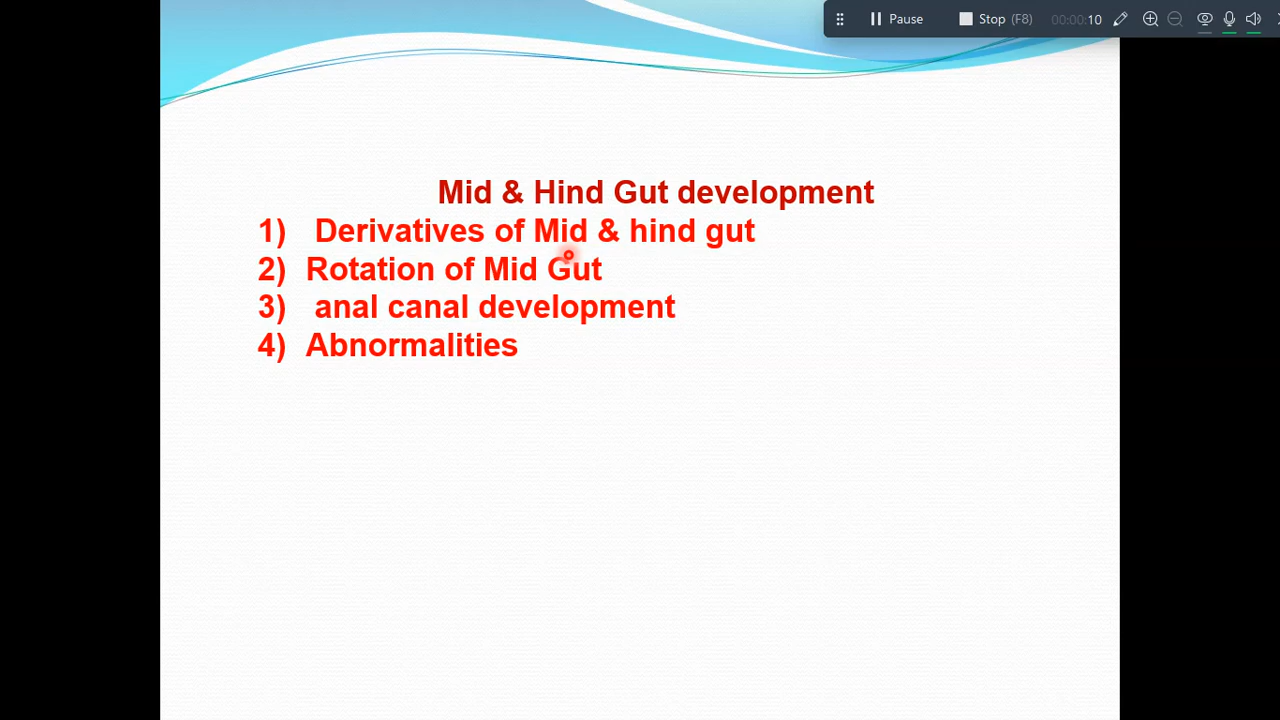 Pause
Stop (F8)
00:00:10
Mid & Hind Gut development
1) Derivatives of Mid & hind gut
2) Rotation of Mid Gut
3) anal canal development
4) Abnormalities